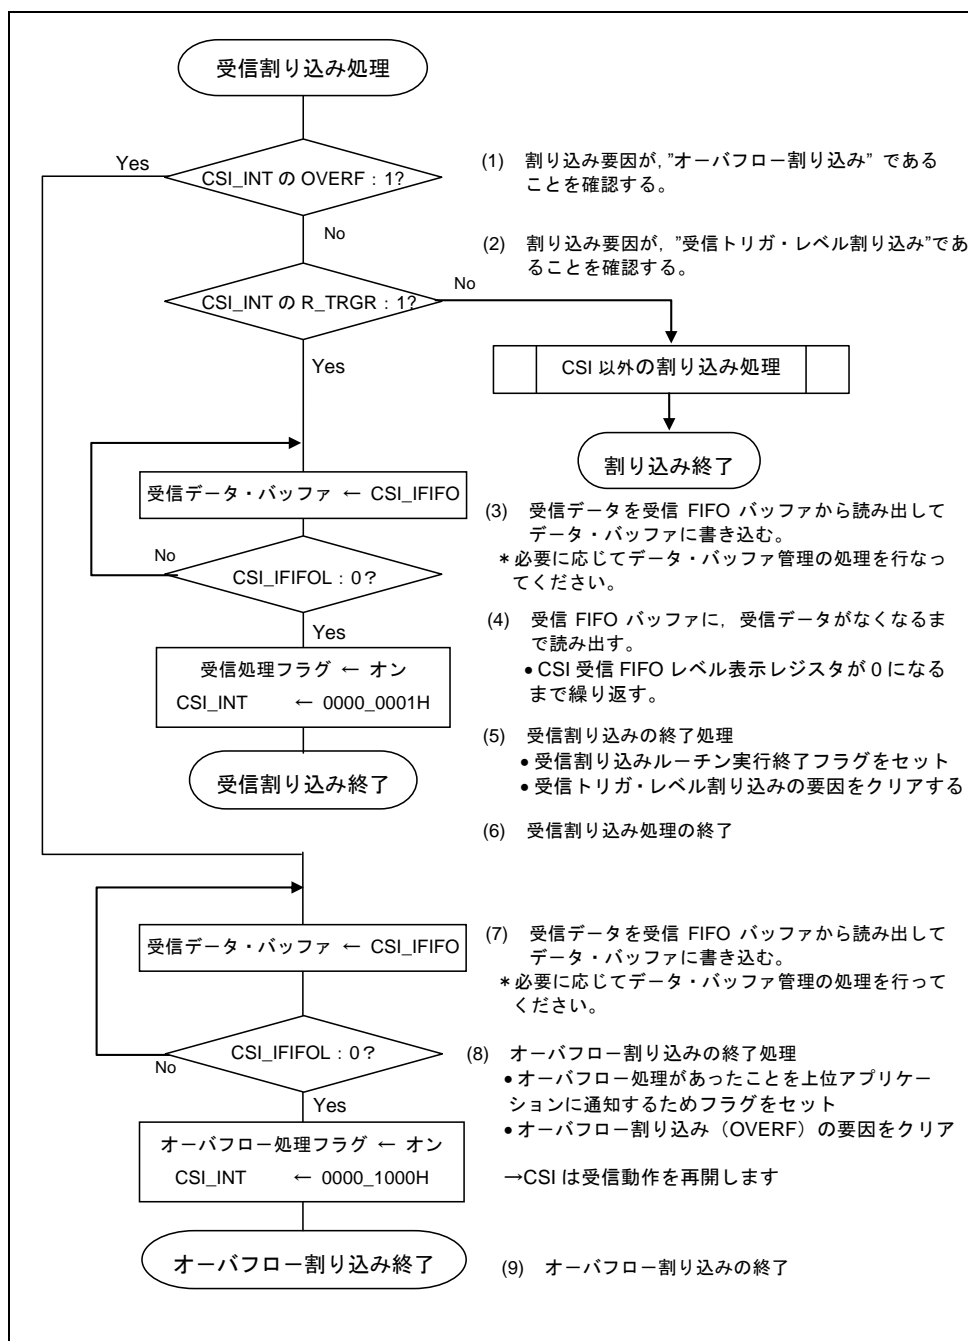 受信割り込み処理
Yes
CSI_INT の OVERF：1?
(1) 割り込み要因が，”オーバフロー割り込み” である
ことを確認する。
No
(2) 割り込み要因が，”受信トリガ・レベル割り込み”であ
ることを確認する。
No
CSI_INT の R_TRGR：1?
Yes
CSI 以外の割り込み処理
割り込み終了
受信データ・バッファ ← CSI_IFIFO
(3) 受信データを受信 FIFO バッファから読み出して
データ・バッファに書き込む。
＊必要に応じてデータ・バッファ管理の処理を行なっ
てください。
No
CSI_IFIFOL：0？
Yes
(4) 受信 FIFO バッファに，受信データがなくなるま
で読み出す。
●CSI 受信 FIFO レベル表示レジスタが 0 になる
まで繰り返す。
受信処理フラグ ← オン
CSI_INT ← 0000_0001H
(5) 受信割り込みの終了処理
●受信割り込みルーチン実行終了フラグをセット
●受信トリガ・レベル割り込みの要因をクリアする
受信割り込み終了
(6) 受信割り込み処理の終了
受信データ・バッファ ← CSI_IFIFO
(7) 受信データを受信 FIFO バッファから読み出して
データ・バッファに書き込む。
＊必要に応じてデータ・バッファ管理の処理を行って
ください。
CSI_IFIFOL：0？
No
Yes
(8) オーバフロー割り込みの終了処理
●オーバフロー処理があったことを上位アプリケー
ションに通知するためフラグをセット
●オーバフロー割り込み（OVERF）の要因をクリア
オーバフロー処理フラグ ← オン
CSI_INT ← 0000_1000H
→CSI は受信動作を再開します
オーバフロー割り込み終了
(9) オーバフロー割り込みの終了